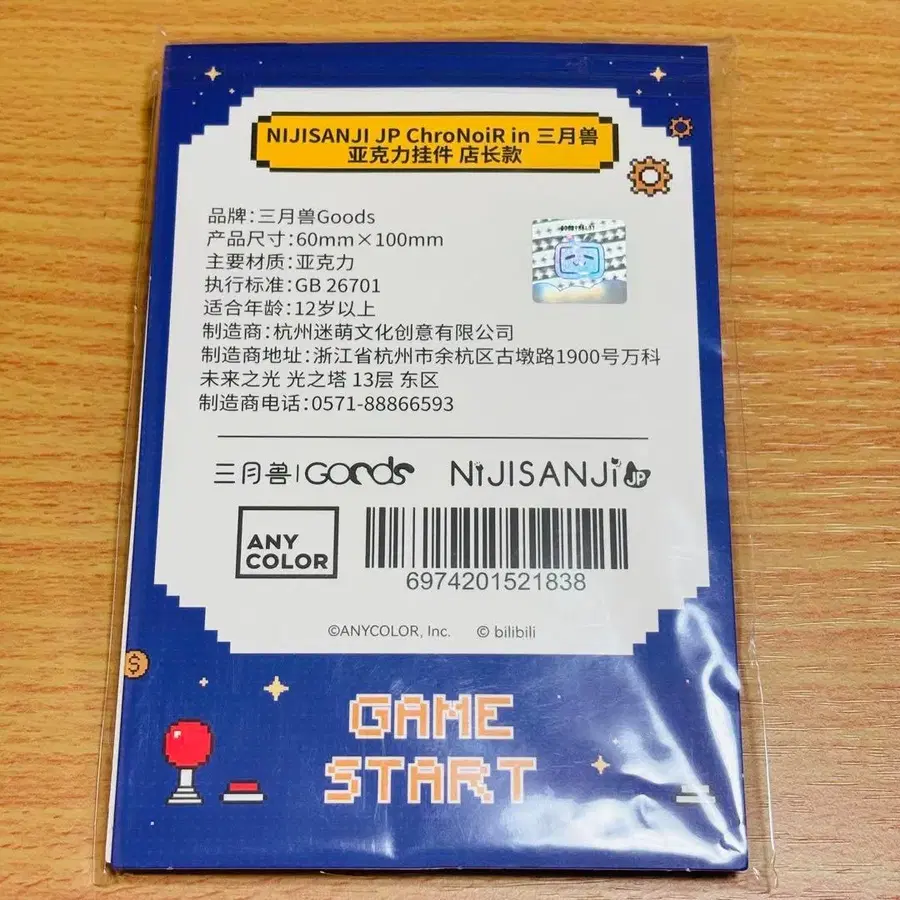 NIJISANJI JP ChroNoiR in 三月兽
亚克力挂件 店长款
品牌:三月兽Goods
产品尺寸:60mm×100mm
主要材质:亚克力
执行标准:GB 26701
适合年龄:12岁以上
制造商:杭州迷萌文化创意有限公司
制造商地址:浙江省杭州市余杭区古墩路1900号万科
未来之光 光之塔 13层 东区
制造商电话:0571-88866593
三月兽|Goods NIJISANJI JP
ANY
COLOR
6974201521838
©ANYCOLOR, Inc. © bilibili
$
GAME
START